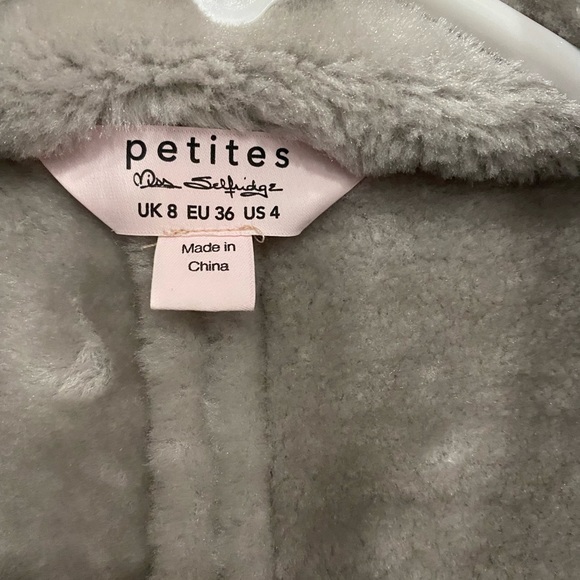 petites
Miss Selfridge
UK 8 EU 36 US 4
Made in
China